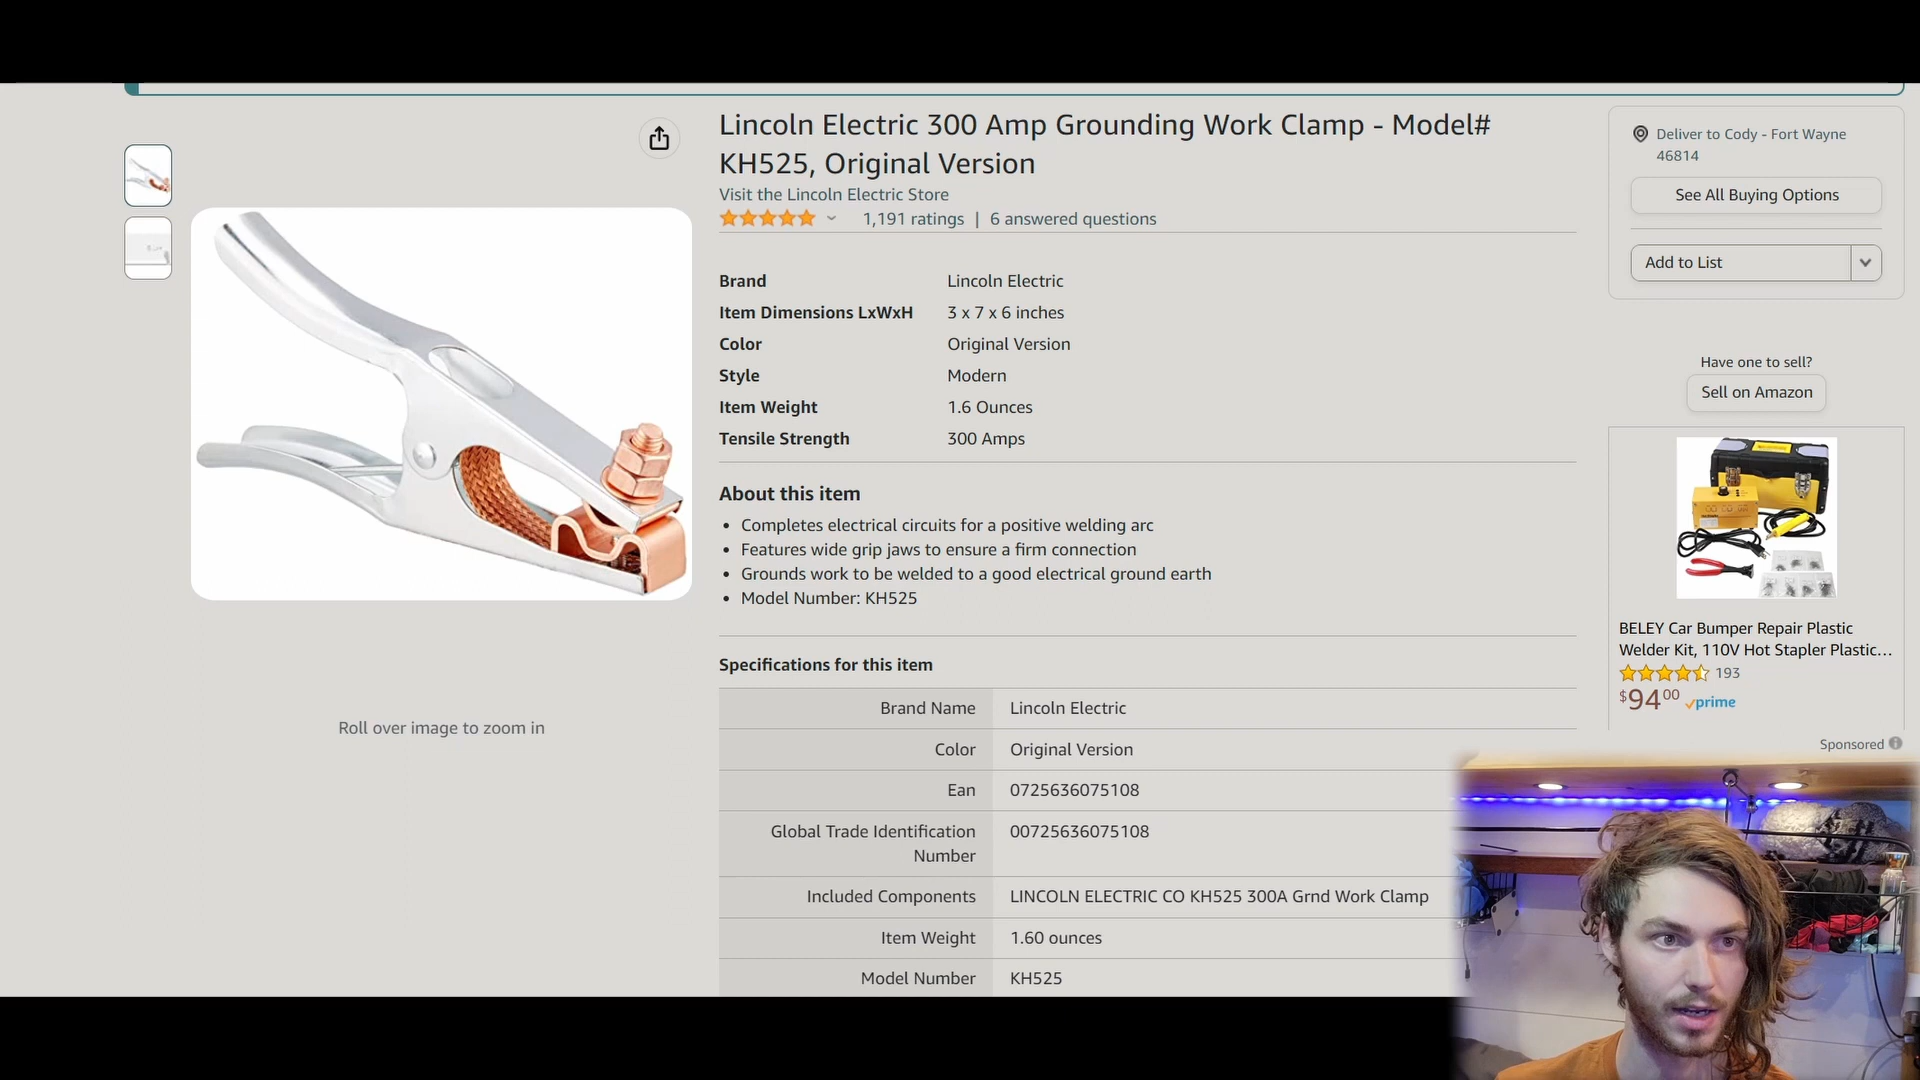 Lincoln Electric 300 Amp Grounding Work Clamp - Model#
KH525, Original Version
Visit the Lincoln Electric Store
1,191 ratings | 6 answered questions
Brand Lincoln Electric
Item Dimensions LxWxH 3 x 7 x 6 inches
Color Original Version
Style Modern
Item Weight 1.6 Ounces
Tensile Strength 300 Amps
About this item
• Completes electrical circuits for a positive welding arc
• Features wide grip jaws to ensure a firm connection
• Grounds work to be welded to a good electrical ground earth
• Model Number: KH525
Specifications for this item
Brand Name Lincoln Electric
Color Original Version
Ean 0725636075108
Global Trade Identification
Number
00725636075108
Included Components LINCOLN ELECTRIC CO KH525 300A Grnd Work Clamp
Item Weight 1.60 ounces
Model Number KH525
Roll over image to zoom in
Deliver to Cody - Fort Wayne
46814
See All Buying Options
Add to List
Have one to sell?
Sell on Amazon
BELEY Car Bumper Repair Plastic
Welder Kit, 110V Hot Stapler Plastic…
193
$9400 prime
Sponsored